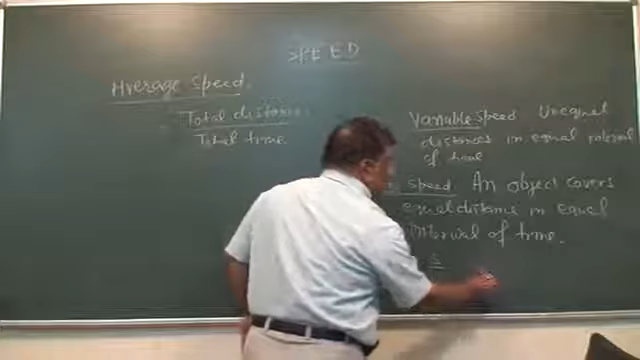 SPEED
Average Speed.
Total distance
Total time
Variable Speed Unequal
distances in equal interval
of time
speed An object covers
equal distance in equal
interval of time.
s